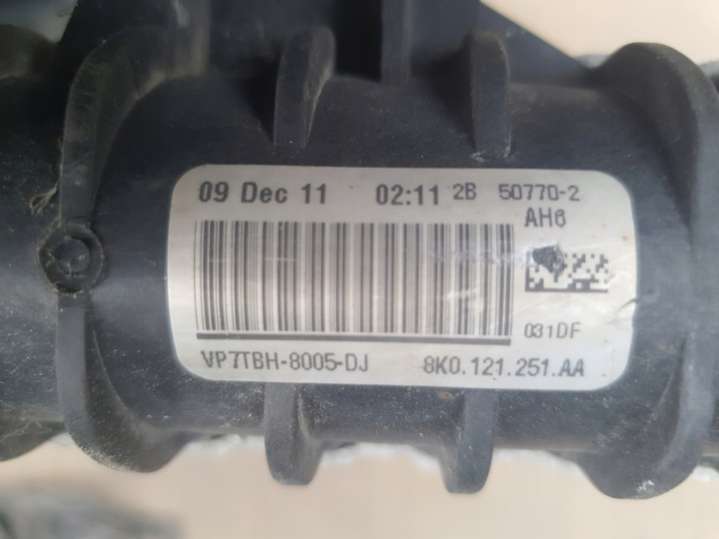 09 Dec 11 02:11 2B 50770-2
AH6
031DF
VP7TBH-8005-DJ 8K0.121.251.AA